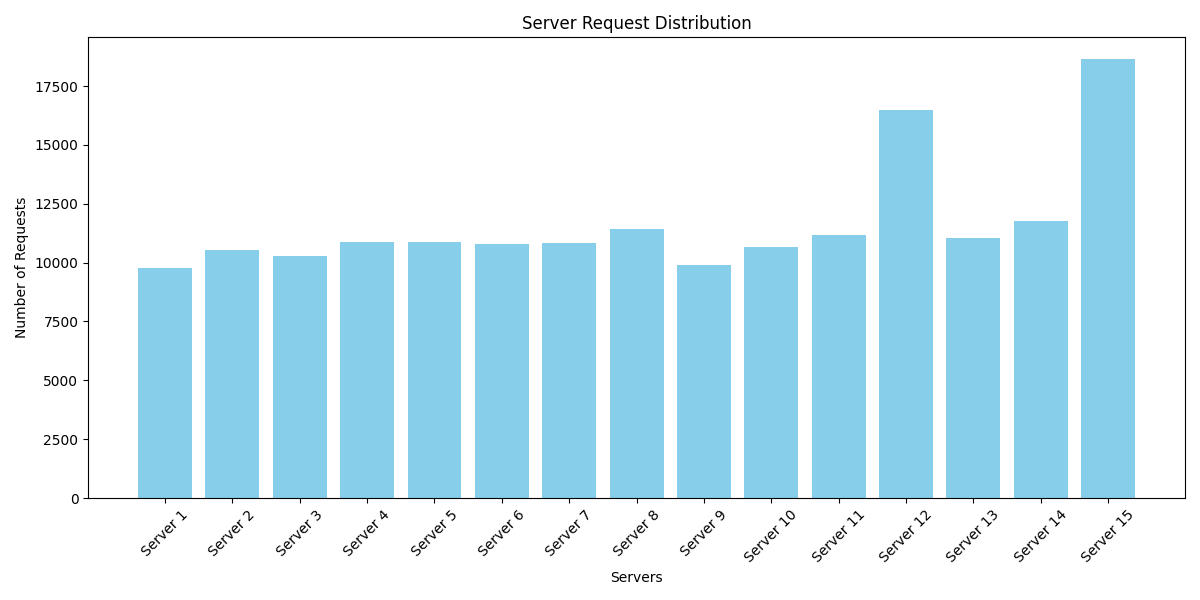 Server Request Distribution
Number of Requests
17500
15000
12500
10000
7500
5000
2500
0
Server 1
Server 2
Server 3
Server 4
Server 5
Server 6
Server 7
Server 8
Server 9
Server 10
Server 11
Server 12
Server 13
Server 14
Server 15
Servers